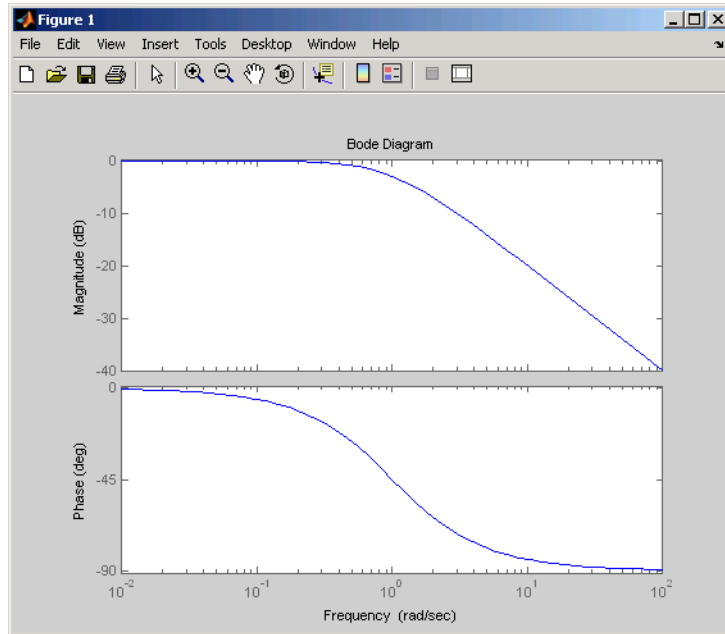 Figure 1
File Edit View Insert Tools Desktop Window Help
Bode Diagram
0
-10
-20
-30
-40
Magnitude (dB)
0
-45
-90
Phase (deg)
10^-2 10^-1 10^0 10^1 10^2
Frequency (rad/sec)